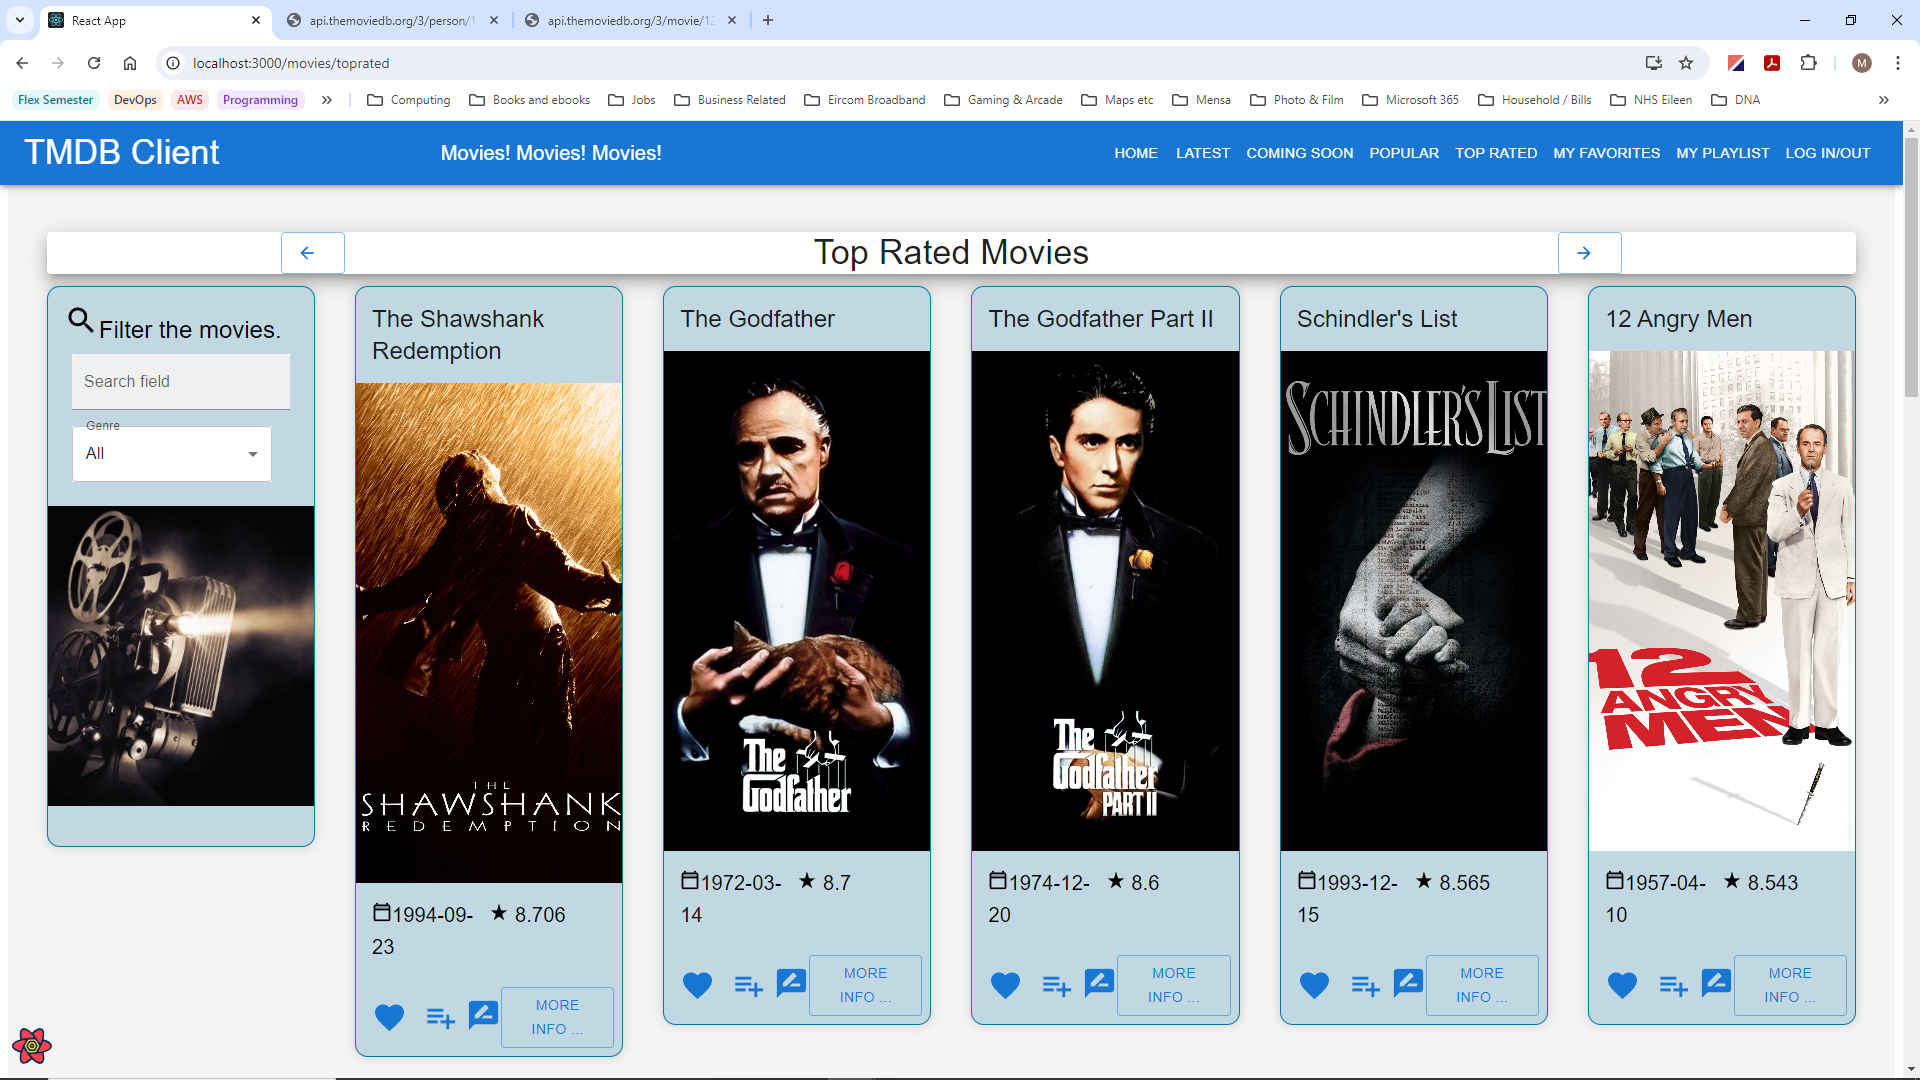 React App
api.themoviedb.org/3/person/1
api.themoviedb.org/3/movie/12
localhost:3000/movies/toprated
M
Flex Semester
DevOps
AWS
Programming
Computing
Books and ebooks
Jobs
Business Related
Eircom Broadband
Gaming & Arcade
Maps etc
Mensa
Photo & Film
Microsoft 365
Household / Bills
NHS Eileen
DNA
TMDB Client
Movies! Movies! Movies!
HOME
LATEST
COMING SOON
POPULAR
TOP RATED
MY FAVORITES
MY PLAYLIST
LOG IN/OUT
Top Rated Movies
Filter the movies.
Search field
Genre
All
The Shawshank
Redemption
THE
SHAWSHANK
REDEMPTION
1994-09-
23
8.706
MORE
INFO ...
The Godfather
The
Godfather
1972-03-
14
8.7
MORE
INFO ...
The Godfather Part II
The
Godfather
PART II
1974-12-
20
8.6
MORE
INFO ...
Schindler's List
SCHINDLER'S LIST
1993-12-
15
8.565
MORE
INFO ...
12 Angry Men
12
ANGRY
MEN
1957-04-
10
8.543
MORE
INFO ...